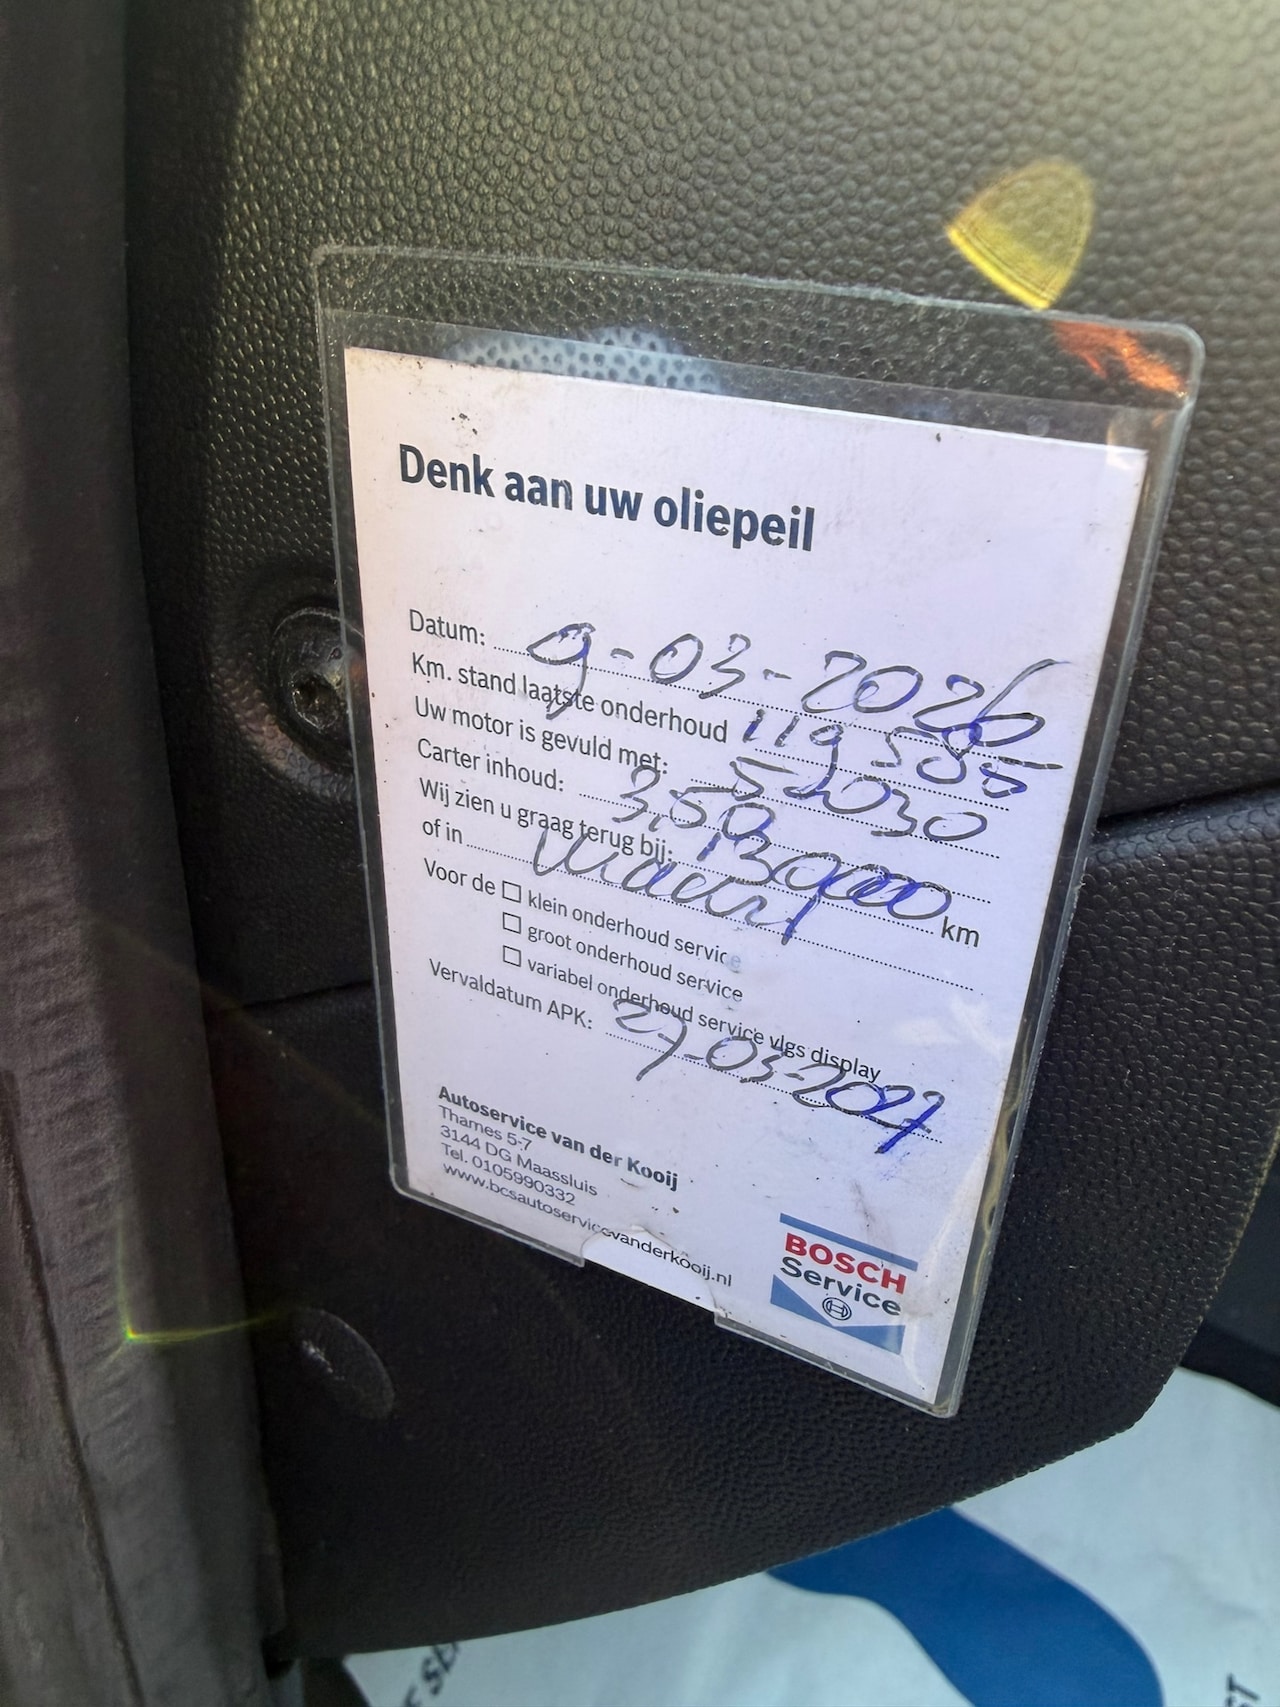 Denk aan uw oliepeil
Datum: 9-03-2026
Km. stand laatste onderhoud 119585
Uw motor is gevuld met: 5W30
Carter inhoud: 3,50
Wij zien u graag terug bij: 130000 km
of in Maart
Voor de □ klein onderhoud service
□ groot onderhoud service
□ variabel onderhoud service vlgs display
Vervaldatum APK: 27-03-2027
Autoservice van der Kooij
Thames 5-7
3144 DG Maassluis
Tel. 0105990332
www.bcsautoservicevanderkooij.nl
BOSCH
Service